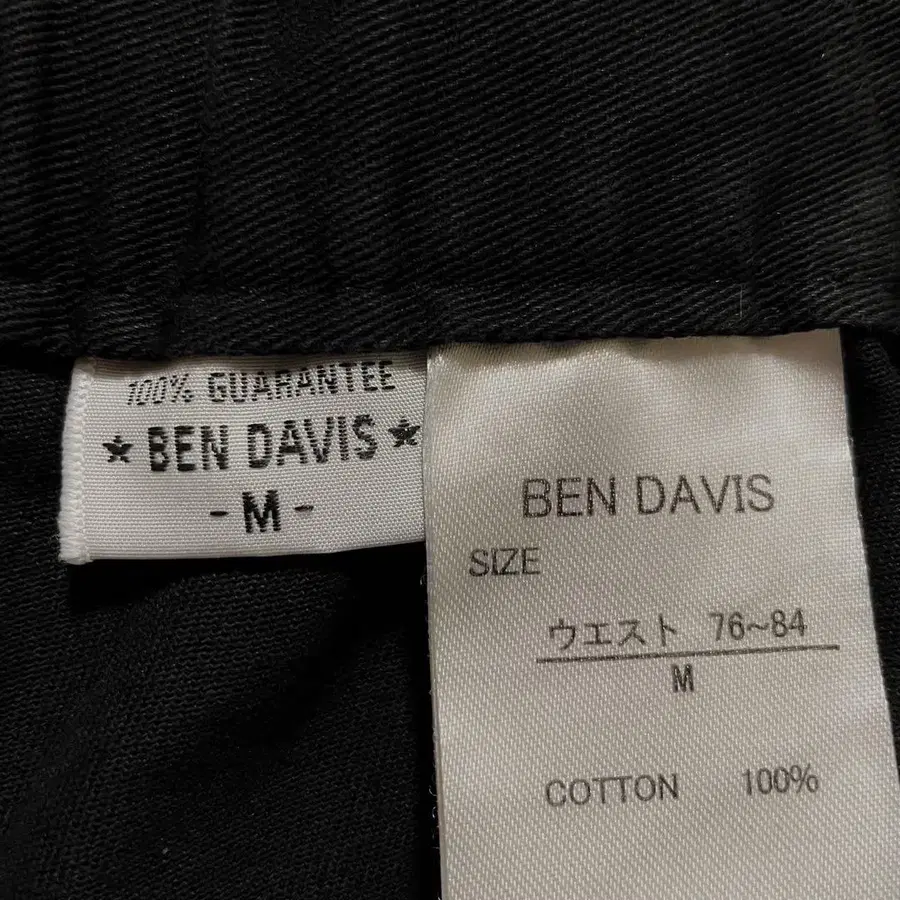 100% GUARANTEE
★ BEN DAVIS ★
- M -
BEN DAVIS
SIZE
ウエスト 76~84
M
COTTON 100%